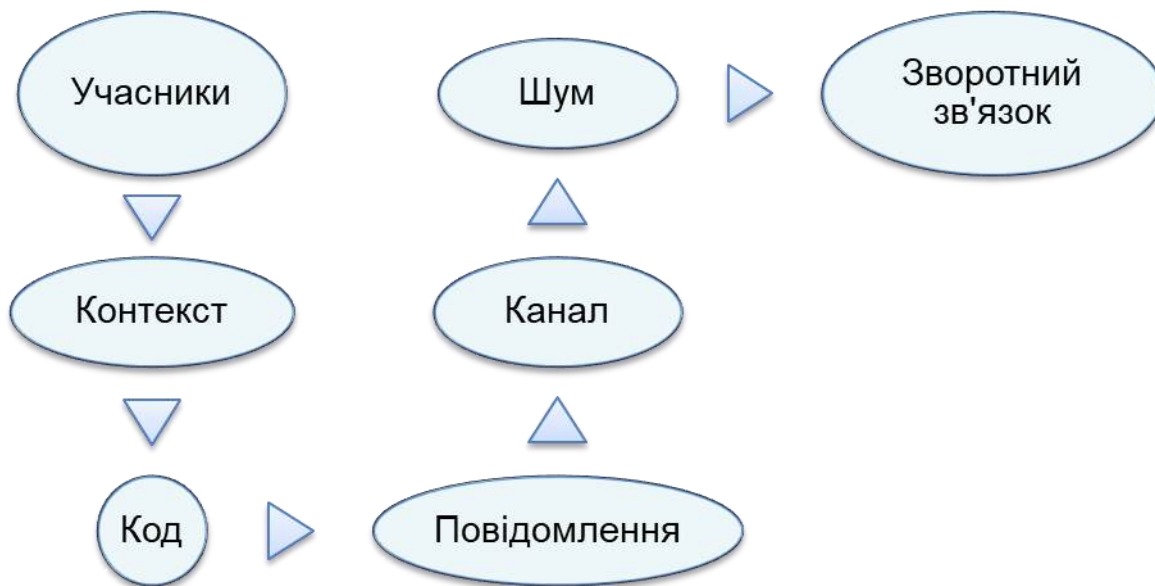 Учасники
Контекст
Код
Повідомлення
Канал
Шум
Зворотний
зв'язок